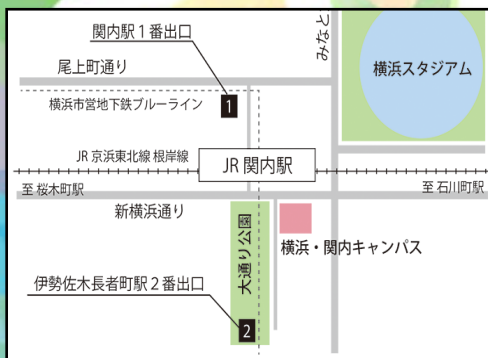 関内駅1番出口
みなと
尾上町通り
横浜スタジアム
横浜市営地下鉄ブルーライン
1
JR 京浜東北線 根岸線
JR 関内駅
至 桜木町駅
至 石川町駅
新横浜通り
大通り公園
横浜・関内キャンパス
伊勢佐木長者町駅2番出口
2